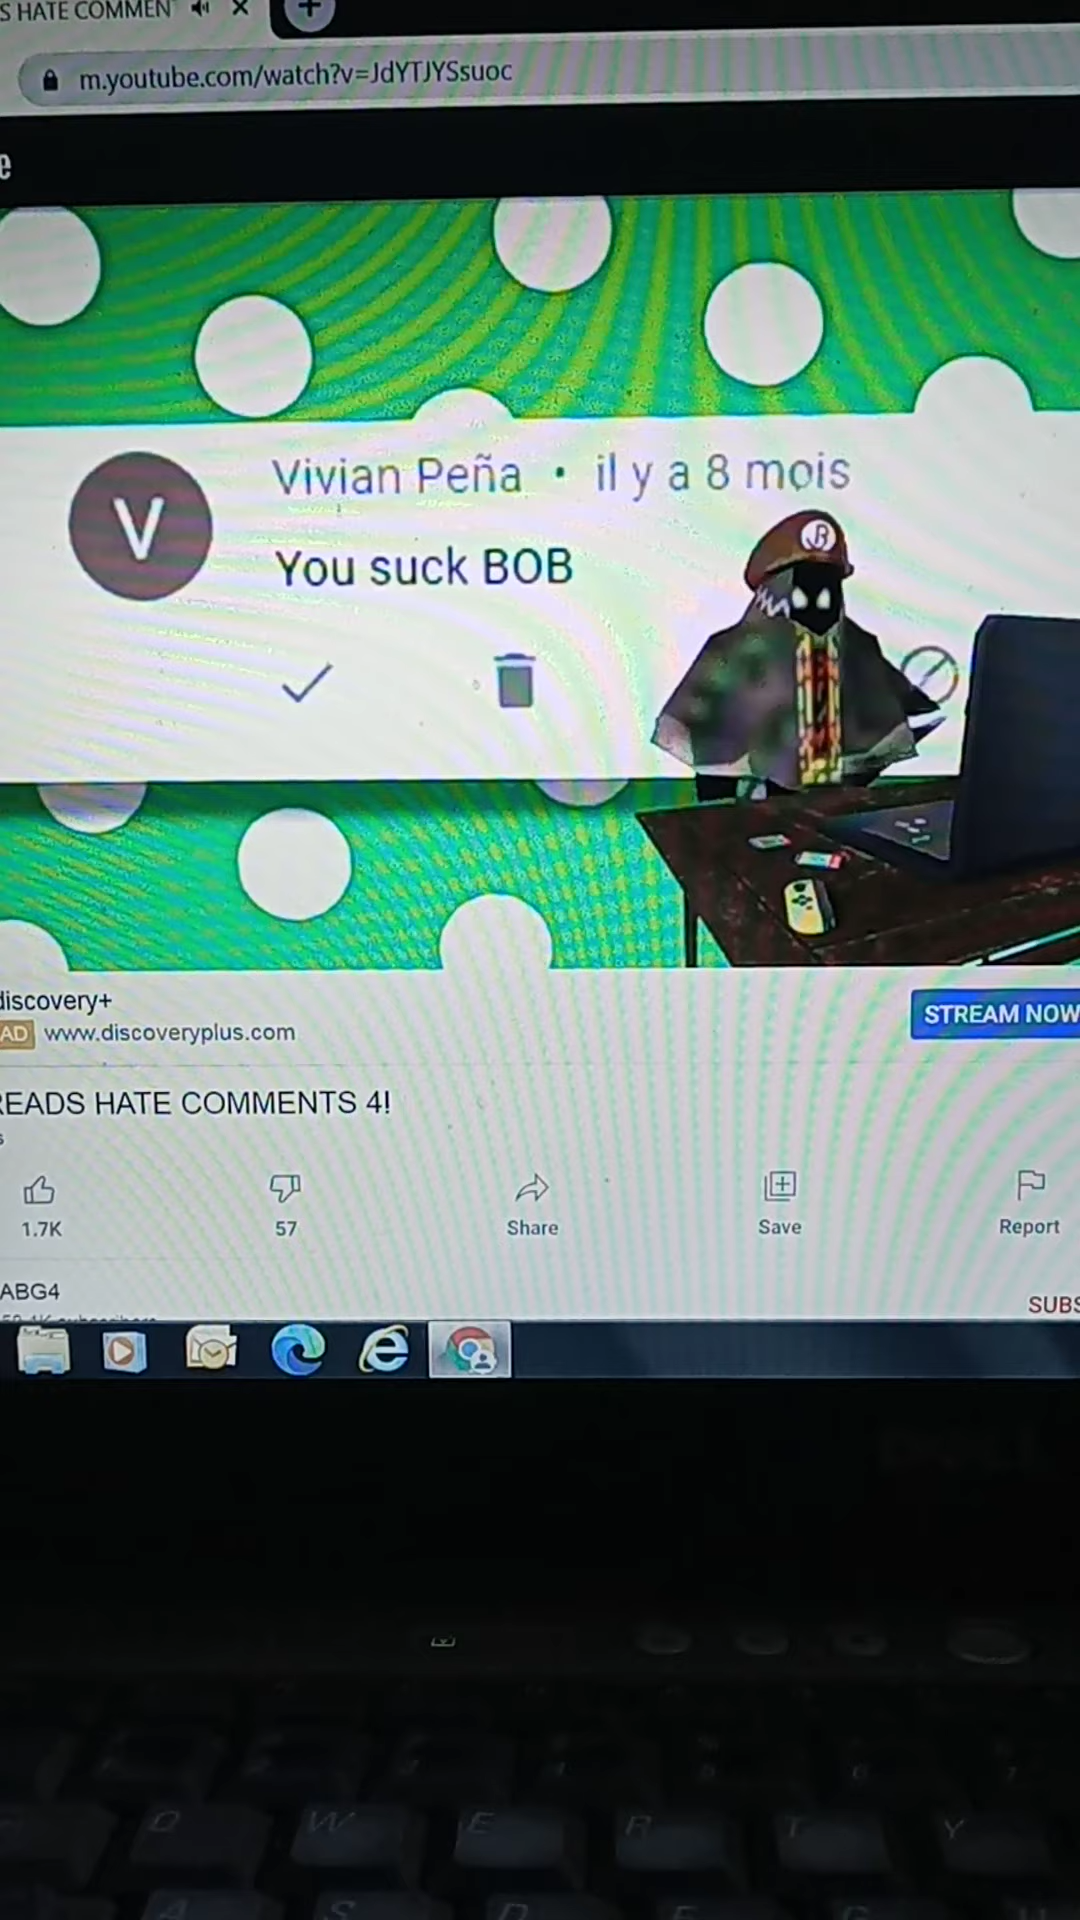 S HATE COMMEN
m.youtube.com/watch?v=JdYTJYSsuoc
e
V
Vivian Peña • il y a 8 mois
You suck BOB
B
discovery+
AD www.discoveryplus.com
STREAM NOW
READS HATE COMMENTS 4!
s
1.7K
57
Share
Save
Report
ABG4
SUBS
Q W E R T Y
A S D F